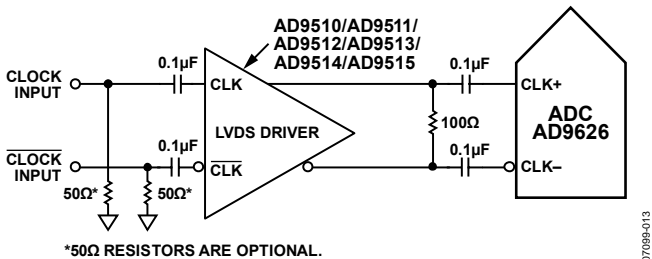 AD9510/AD9511/
AD9512/AD9513/
AD9514/AD9515
CLOCK
INPUT
0.1µF
CLK
LVDS DRIVER
0.1µF
CLK+
ADC
AD9626
100Ω
CLOCK
INPUT
0.1µF
CLK
0.1µF
CLK–
50Ω*
50Ω*
*50Ω RESISTORS ARE OPTIONAL.
07099-013